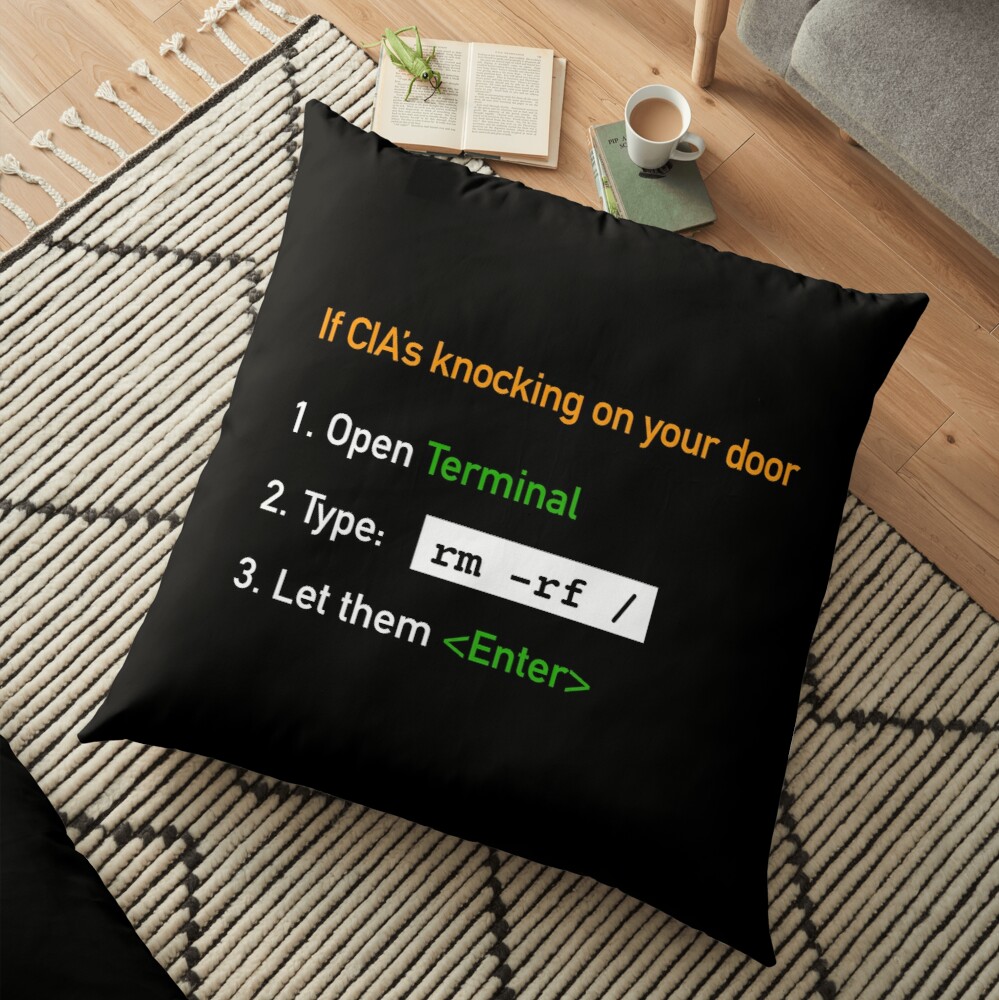 If CIA's knocking on your door
1. Open Terminal
2. Type: rm -rf /
3. Let them <Enter>